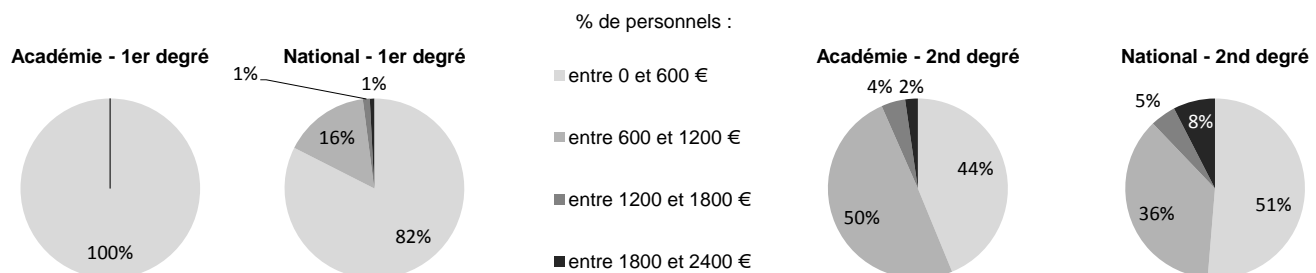 % de personnels :
Académie - 1er degré
100%
National - 1er degré
1%
1%
16%
82%
entre 0 et 600 €
entre 600 et 1200 €
entre 1200 et 1800 €
entre 1800 et 2400 €
Académie - 2nd degré
4%
2%
44%
50%
National - 2nd degré
5%
8%
36%
51%